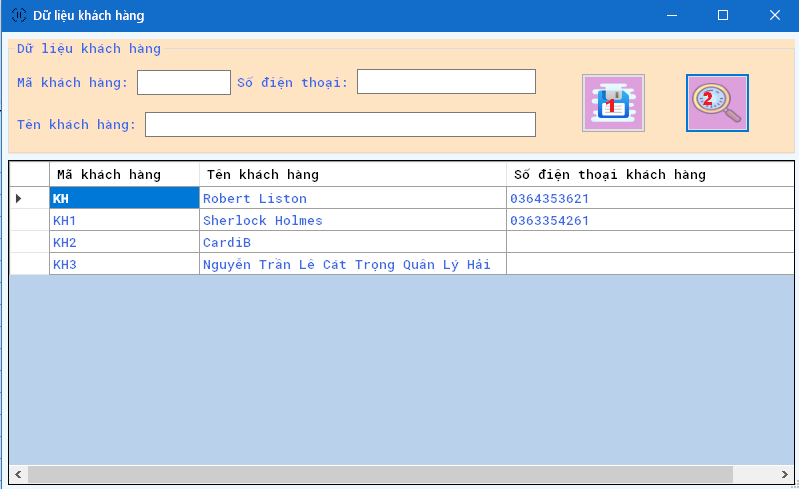 Dữ liệu khách hàng
Dữ liệu khách hàng
Mã khách hàng: Số điện thoại:
1 2
Tên khách hàng:
Mã khách hàng Tên khách hàng Số điện thoại khách hàng
KH Robert Liston 0364353621
KH1 Sherlock Holmes 0363354261
KH2 CardiB
KH3 Nguyễn Trần Lê Cát Trọng Quân Lý Hải